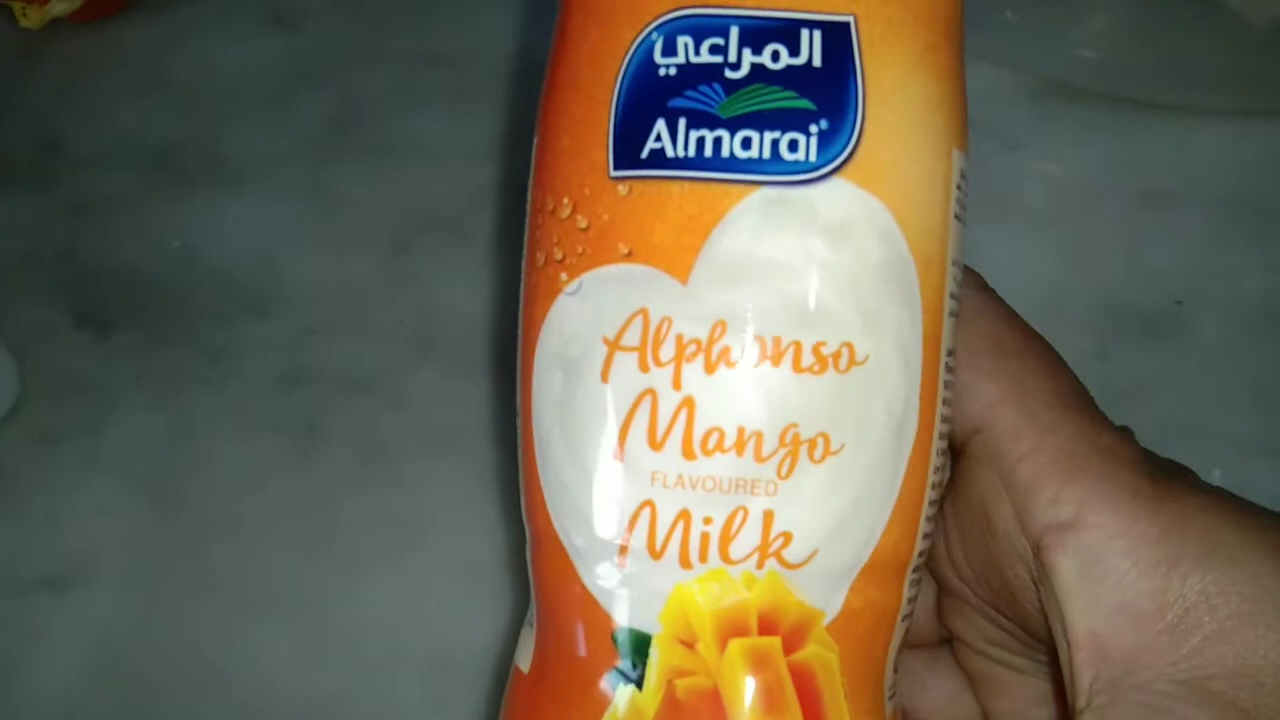 المراعي
Almarai
Alphonso
Mango
FLAVOURED
Milk